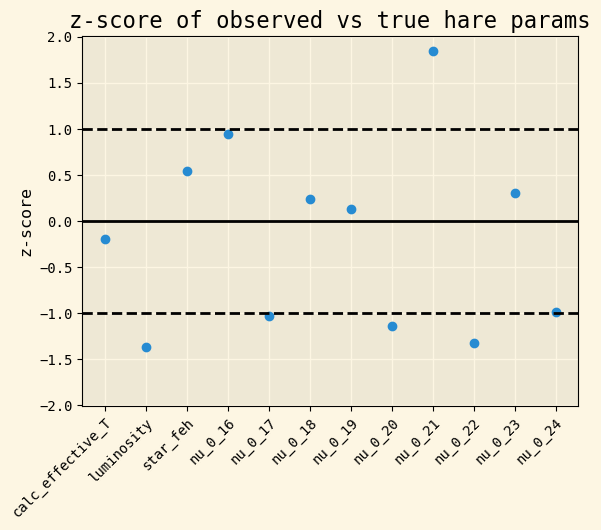 z-score of observed vs true hare params
z-score
2.0
1.5
1.0
0.5
0.0
−0.5
−1.0
−1.5
−2.0
calc_effective_T
luminosity
star_feh
nu_0_16
nu_0_17
nu_0_18
nu_0_19
nu_0_20
nu_0_21
nu_0_22
nu_0_23
nu_0_24